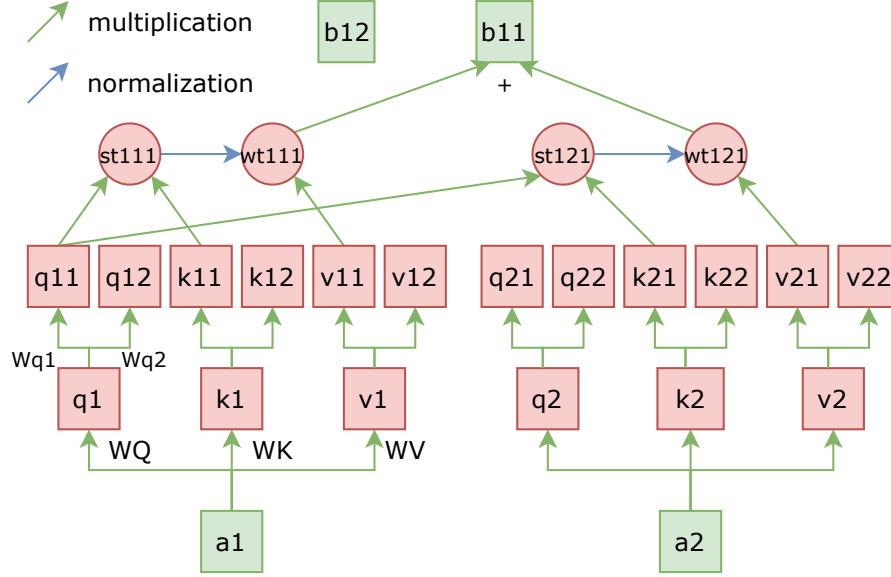 multiplication
b12
b11
normalization
+
st111
wt111
st121
wt121
q11
q12
k11
k12
v11
v12
q21
q22
k21
k22
v21
v22
Wq1
Wq2
q1
k1
v1
q2
k2
v2
WQ
WK
WV
a1
a2